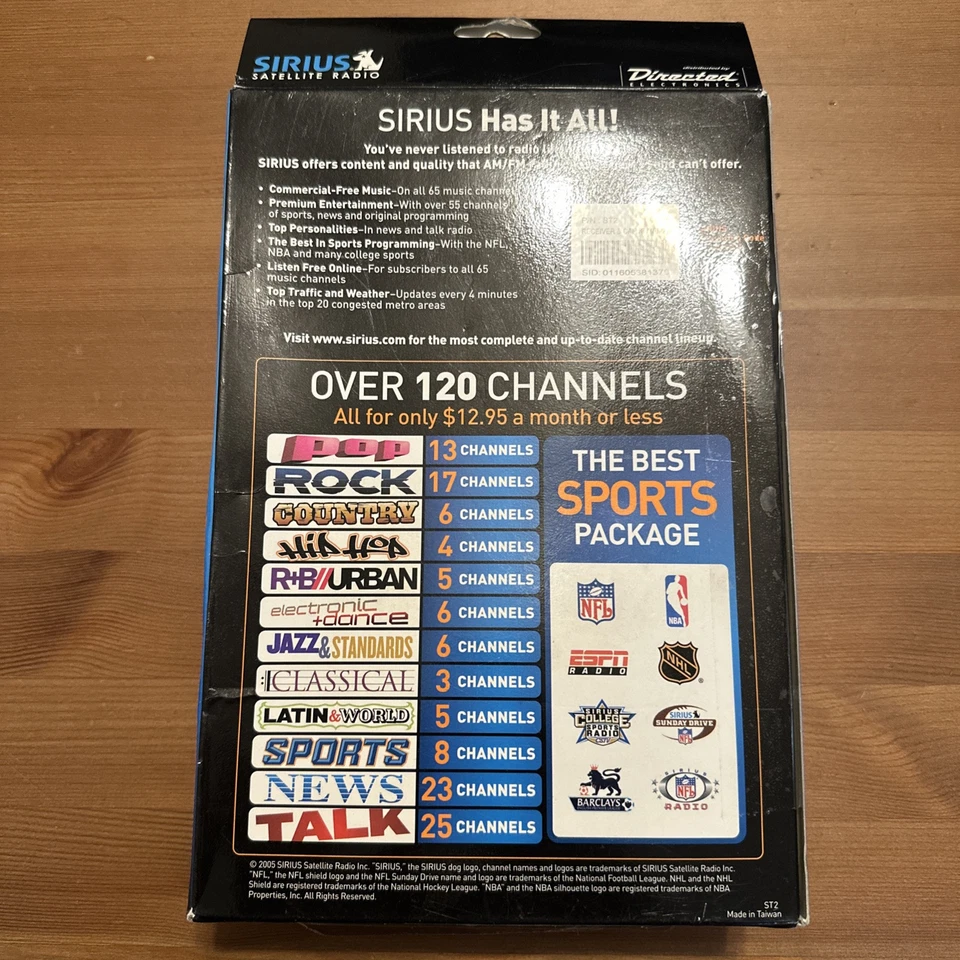 SIRIUS
SATELLITE RADIO
distributed by
Directed
ELECTRONICS
SIRIUS Has It All!
You've never listened to radio li
SIRIUS offers content and quality that AM/FM and can't offer.
• Commercial-Free Music–On all 65 music channel
• Premium Entertainment–With over 55 channels
of sports, news and original programming
• Top Personalities–In news and talk radio
• The Best In Sports Programming–With the NFL,
NBA and many college sports
• Listen Free Online–For subscribers to all 65
music channels
• Top Traffic and Weather–Updates every 4 minutes
in the top 20 congested metro areas
Visit www.sirius.com for the most complete and up-to-date channel lineup.
OVER 120 CHANNELS
All for only $12.95 a month or less
POP 13 CHANNELS
ROCK 17 CHANNELS
COUNTRY 6 CHANNELS
HIP HOP 4 CHANNELS
R+B//URBAN 5 CHANNELS
electronic
+dance 6 CHANNELS
JAZZ&STANDARDS 6 CHANNELS
CLASSICAL 3 CHANNELS
LATIN&WORLD 5 CHANNELS
SPORTS 8 CHANNELS
NEWS 23 CHANNELS
TALK 25 CHANNELS
THE BEST
SPORTS
PACKAGE
NFL
NBA
ESPN
RADIO
NHL
SIRIUS
COLLEGE
SPORTS
RADIO
SIRIUS
SUNDAY DRIVE
NFL
BARCLAYS
SIRIUS
NFL
RADIO
© 2005 SIRIUS Satellite Radio Inc. "SIRIUS," the SIRIUS dog logo, channel names and logos are trademarks of SIRIUS Satellite Radio Inc.
"NFL," the NFL shield logo and the NFL Sunday Drive name and logo are trademarks of the National Football League. NHL and the NHL
Shield are registered trademarks of the National Hockey League. "NBA" and the NBA silhouette logo are registered trademarks of NBA
Properties, Inc. All Rights Reserved.
ST2
Made in Taiwan